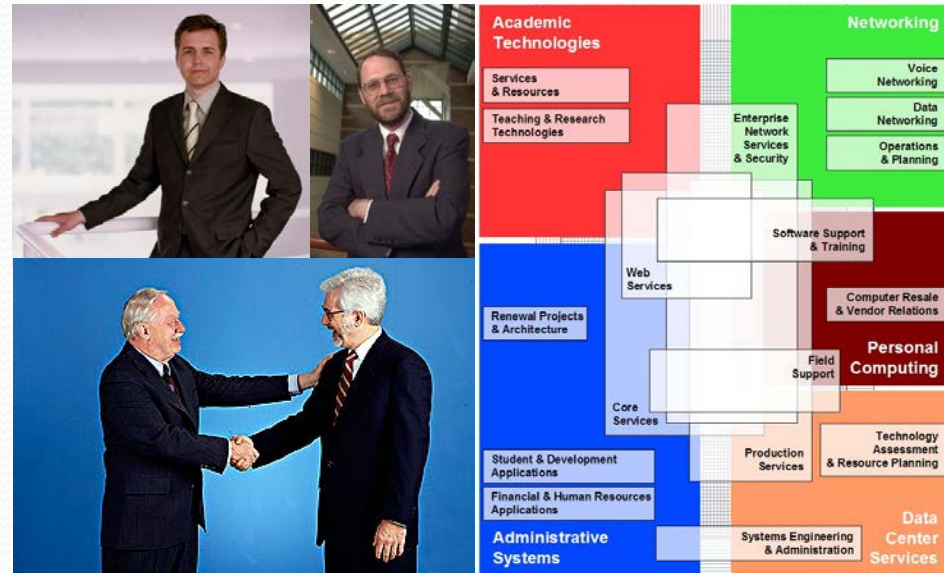 Academic
Technologies
Services
& Resources
Teaching & Research
Technologies
Networking
Voice
Networking
Data
Networking
Operations
& Planning
Enterprise
Network
Services
& Security
Software Support
& Training
Web
Services
Renewal Projects
& Architecture
Computer Resale
& Vendor Relations
Personal
Computing
Field
Support
Core
Services
Student & Development
Applications
Financial & Human Resources
Applications
Administrative
Systems
Production
Services
Technology
Assessment
& Resource Planning
Systems Engineering
& Administration
Data
Center
Services